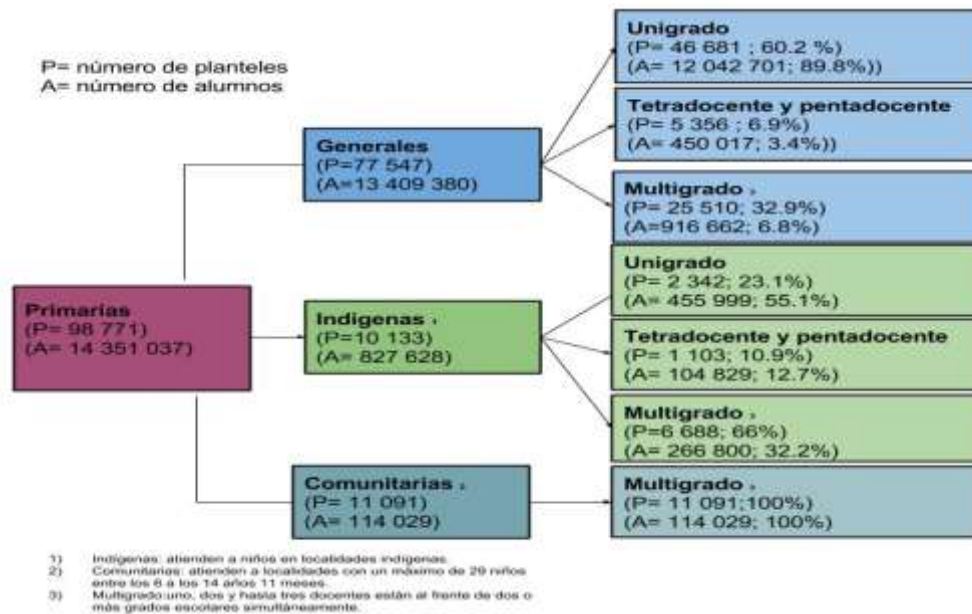 P= número de planteles
A= número de alumnos
Primarias
(P= 98 771)
(A= 14 351 037)
Generales
(P=77 547)
(A=13 409 380)
Unigrado
(P= 46 681 ; 60.2 %)
(A= 12 042 701; 89.8%))
Tetradocente y pentadocente
(P= 5 356 ; 6.9%)
(A= 450 017; 3.4%))
Multigrado 3
(P= 25 510; 32.9%)
(A=916 662; 6.8%)
Indígenas 1
(P=10 133)
(A= 827 628)
Unigrado
(P= 2 342; 23.1%)
(A= 455 999; 55.1%)
Tetradocente y pentadocente
(P= 1 103; 10.9%)
(A= 104 829; 12.7%)
Multigrado 3
(P=6 688; 66%)
(A= 266 800; 32.2%)
Comunitarias 2
(P= 11 091)
(A= 114 029)
Multigrado 3
(P= 11 091;100%)
(A= 114 029; 100%)
1) Indígenas: atienden a niños en localidades indígenas.
2) Comunitarias: atienden a localidades con un máximo de 29 niños
entre los 6 a los 14 años 11 meses.
3) Multigrado:uno, dos y hasta tres docentes están al frente de dos o
más grados escolares simultáneamente.